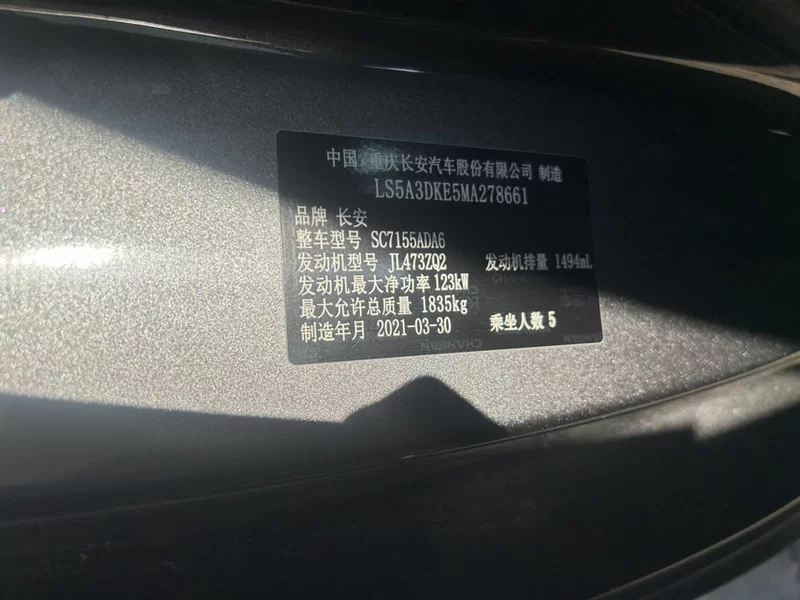 中国 重庆长安汽车股份有限公司 制造
LS5A3DKE5MA278661
品牌 长安
整车型号 SC7155ADA6
发动机型号 JL473ZQ2 发动机排量 1494mL
发动机最大净功率 123kW
最大允许总质量 1835kg
制造年月 2021-03-30 乘坐人数 5
CHANGAN